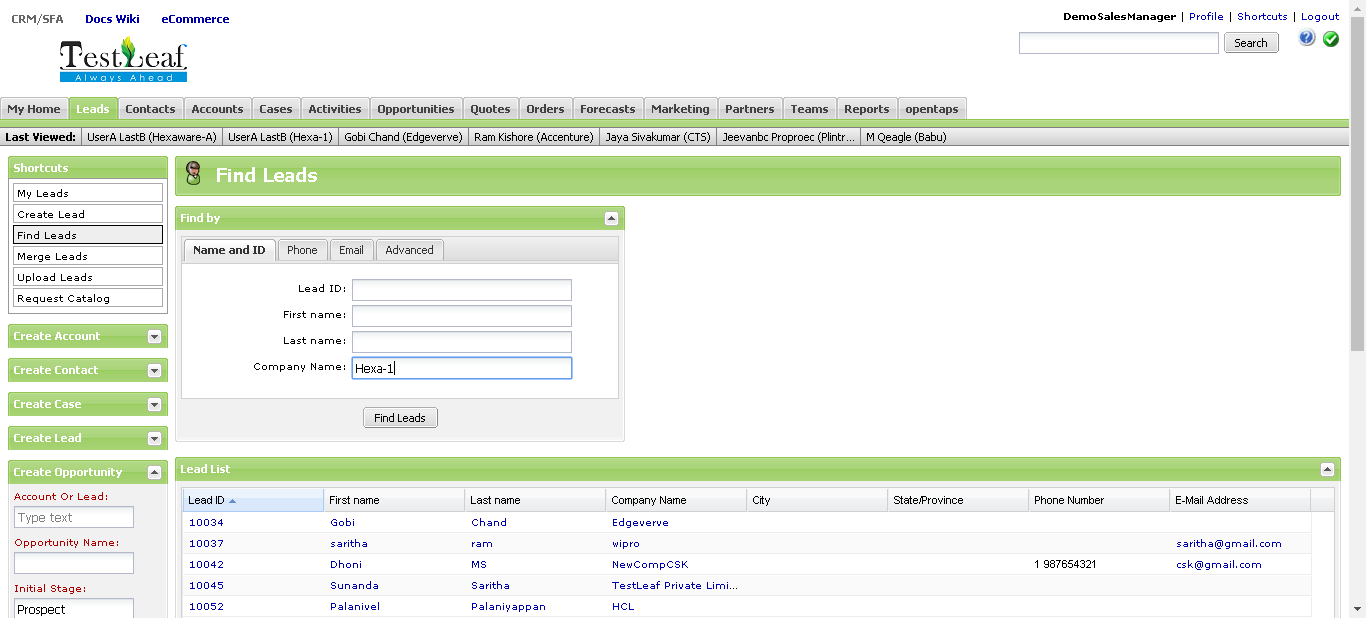 CRM/SFA Docs Wiki eCommerce
DemoSalesManager | Profile | Shortcuts | Logout
Search
TestLeaf
Always Ahead
My Home Leads Contacts Accounts Cases Activities Opportunities Quotes Orders Forecasts Marketing Partners Teams Reports opentaps
Last Viewed: UserA LastB (Hexaware-A) UserA LastB (Hexa-1) Gobi Chand (Edgeverve) Ram Kishore (Accenture) Jaya Sivakumar (CTS) Jeevanbc Proproec (Plintr... M Qeagle (Babu)
Shortcuts
My Leads
Create Lead
Find Leads
Merge Leads
Upload Leads
Request Catalog
Create Account
Create Contact
Create Case
Create Lead
Create Opportunity
Account Or Lead:
Type text
Opportunity Name:
Initial Stage:
Prospect
Find Leads
Find by
Name and ID Phone Email Advanced
Lead ID:
First name:
Last name:
Company Name: Hexa-1
Find Leads
Lead List
Lead ID First name Last name Company Name City State/Province Phone Number E-Mail Address
10034 Gobi Chand Edgeverve
10037 saritha ram wipro saritha@gmail.com
10042 Dhoni MS NewCompCSK 1 987654321 csk@gmail.com
10045 Sunanda Saritha TestLeaf Private Limi...
10052 Palanivel Palaniyappan HCL